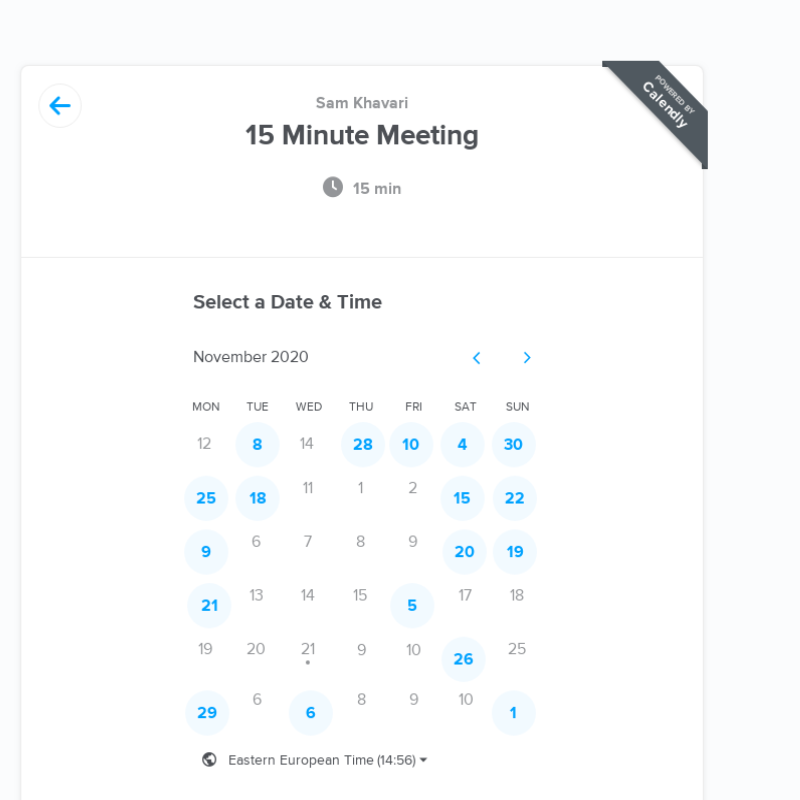 POWERED BY
Calendly
Sam Khavari
15 Minute Meeting
15 min
Select a Date & Time
November 2020
MON TUE WED THU FRI SAT SUN
12 8 14 28 10 4 30
25 18 11 1 2 15 22
9 6 7 8 9 20 19
21 13 14 15 5 17 18
19 20 21 9 10 26 25
29 6 6 8 9 10 1
Eastern European Time (14:56)